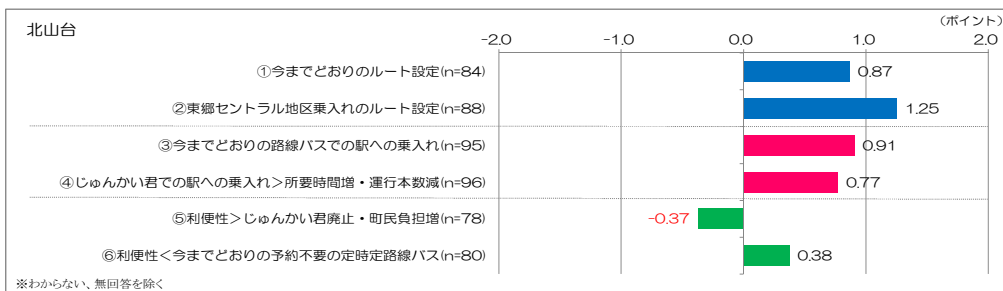 北山台
(ポイント)
-2.0 -1.0 0.0 1.0 2.0
①今までどおりのルート設定(n=84) 0.87
②東郷セントラル地区乗入れのルート設定(n=88) 1.25
③今までどおりの路線バスでの駅への乗入れ(n=95) 0.91
④じゅんかい君での駅への乗入れ>所要時間増・運行本数減(n=96) 0.77
⑤利便性>じゅんかい君廃止・町民負担増(n=78) -0.37
⑥利便性<今までどおりの予約不要の定時定路線バス(n=80) 0.38
※わからない、無回答を除く